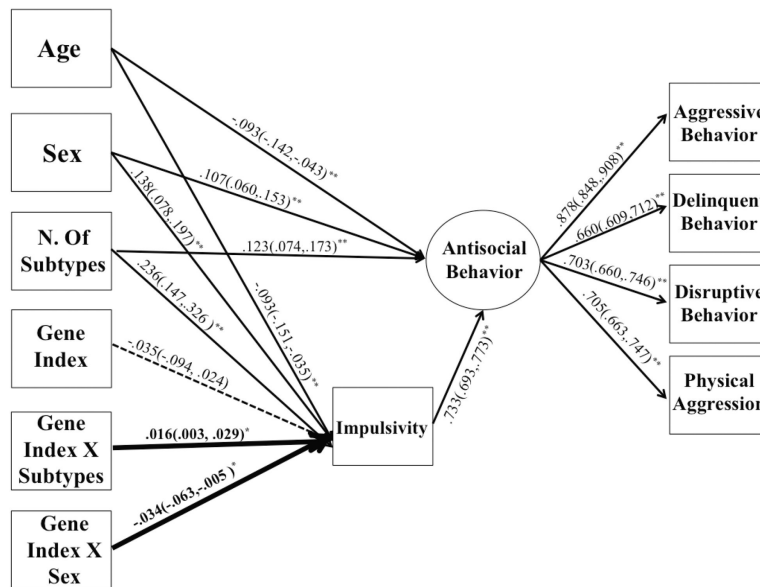 Age
Sex
N. Of
Subtypes
Gene
Index
Gene
Index X
Subtypes
Gene
Index X
Sex
-.093(-.142,-.043)**
.107(.060,.153)**
.138(.078,.197)**
.123(.074,.173)**
.236(.147,.326)**
-.093(-.151,-.035)**
-.035(-.094, .024)
.016(.003, .029)*
-.034(-.063,-.005)*
Impulsivity
.733(.693,.773)**
Antisocial
Behavior
.878(.848,.908)**
.660(.609,712)**
.703(.660,.746)**
.705(.663,.747)**
Aggressive
Behavior
Delinquent
Behavior
Disruptive
Behavior
Physical
Aggression